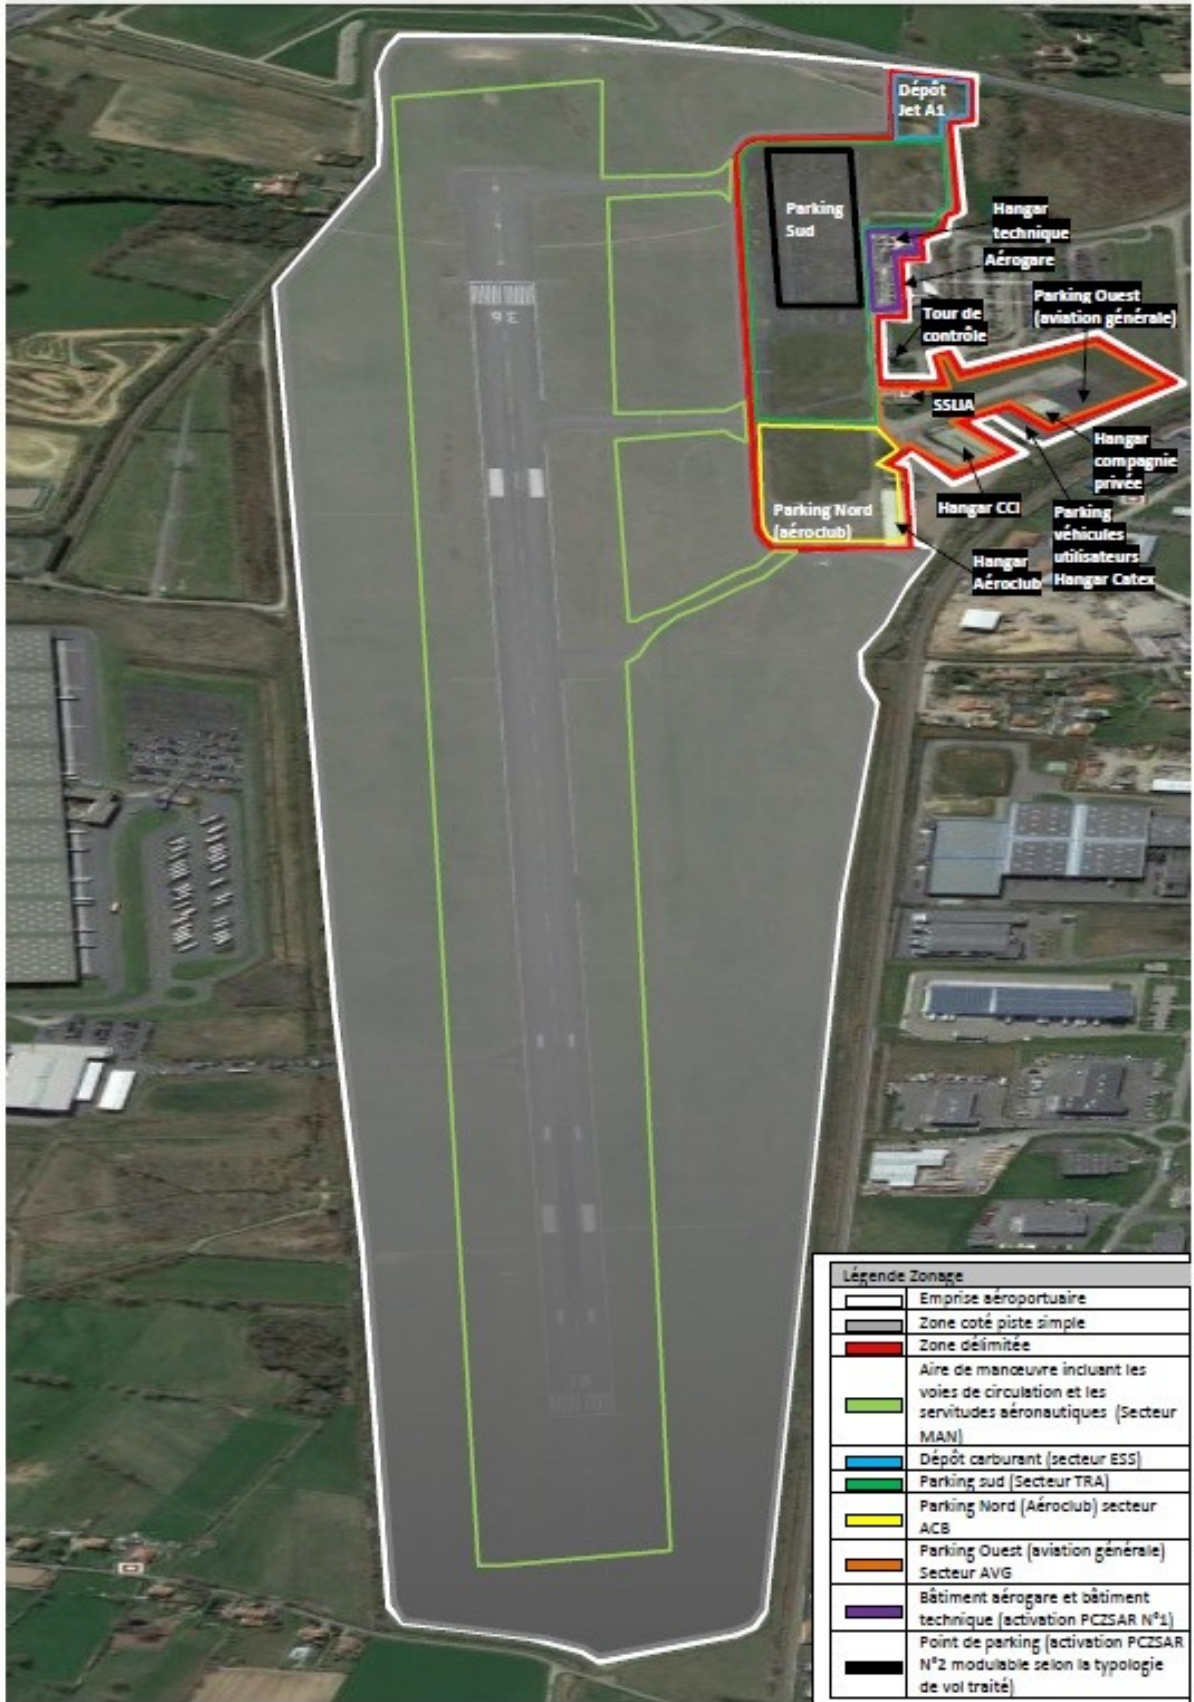 Dépôt
Jet A1
Parking
Sud
Hangar
technique
Aérogare
Parking Ouest
(aviation générale)
Tour de
contrôle
SSLIA
Hangar
compagnie
privée
Hangar CCI
Parking
véhicules
utilisateurs
Hangar Catex
Parking Nord
(aéroclub)
Hangar
Aéroclub
36
Légende Zonage
Emprise aéroportuaire
Zone coté piste simple
Zone délimitée
Aire de manœuvre incluant les
voies de circulation et les
servitudes aéronautiques (Secteur
MAN)
Dépôt carburant (secteur ESS)
Parking sud (Secteur TRA)
Parking Nord (Aéroclub) secteur
ACB
Parking Ouest (aviation générale)
Secteur AVG
Bâtiment aérogare et bâtiment
technique (activation PCZSAR N°1)
Point de parking (activation PCZSAR
N°2 modulable selon la typologie
de vol traité)